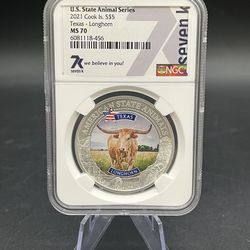 U.S. State Animal Series
2021 Cook Is. S$5
Texas - Longhorn
MS 70
6081118-456
7K
SEVEN K
we believe in you!
seven k
NGC
AMERICAN STATE ANIMALS
TEXAS
LONGHORN